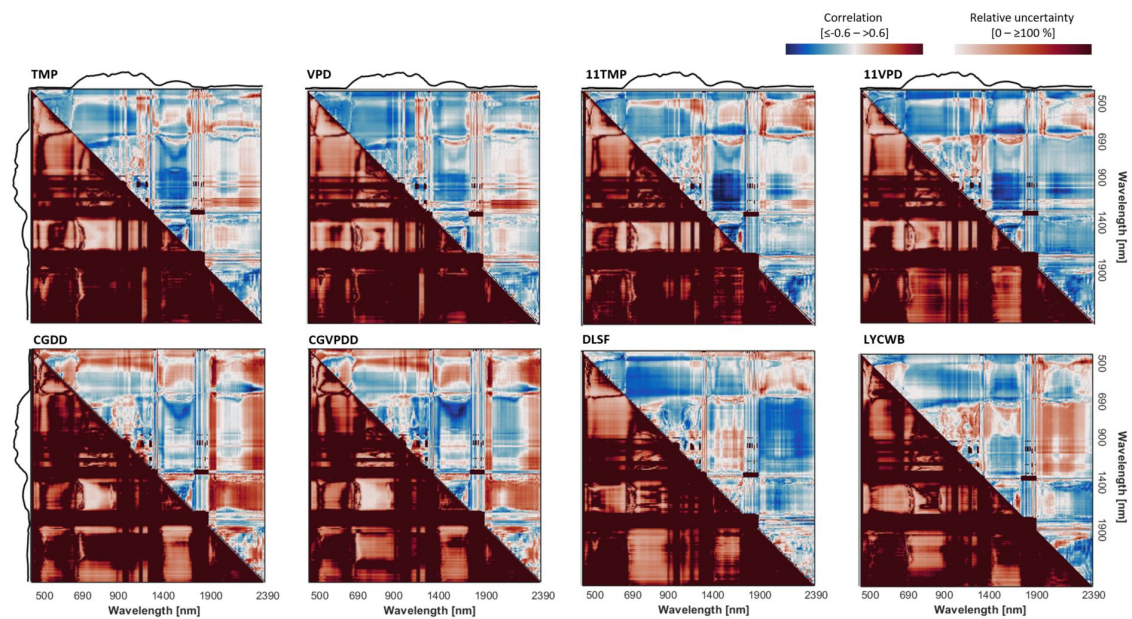 Correlation
[≤-0.6 – >0.6]
Relative uncertainty
[0 – ≥100 %]
TMP
VPD
11TMP
11VPD
500
690
900
1400
1900
Wavelength [nm]
CGDD
CGVPDD
DLSF
LYCWB
500
690
900
1400
1900
Wavelength [nm]
500 690 900 1400 1900 2390
500 690 900 1400 1900 2390
500 690 900 1400 1900 2390
500 690 900 1400 1900 2390
Wavelength [nm]
Wavelength [nm]
Wavelength [nm]
Wavelength [nm]